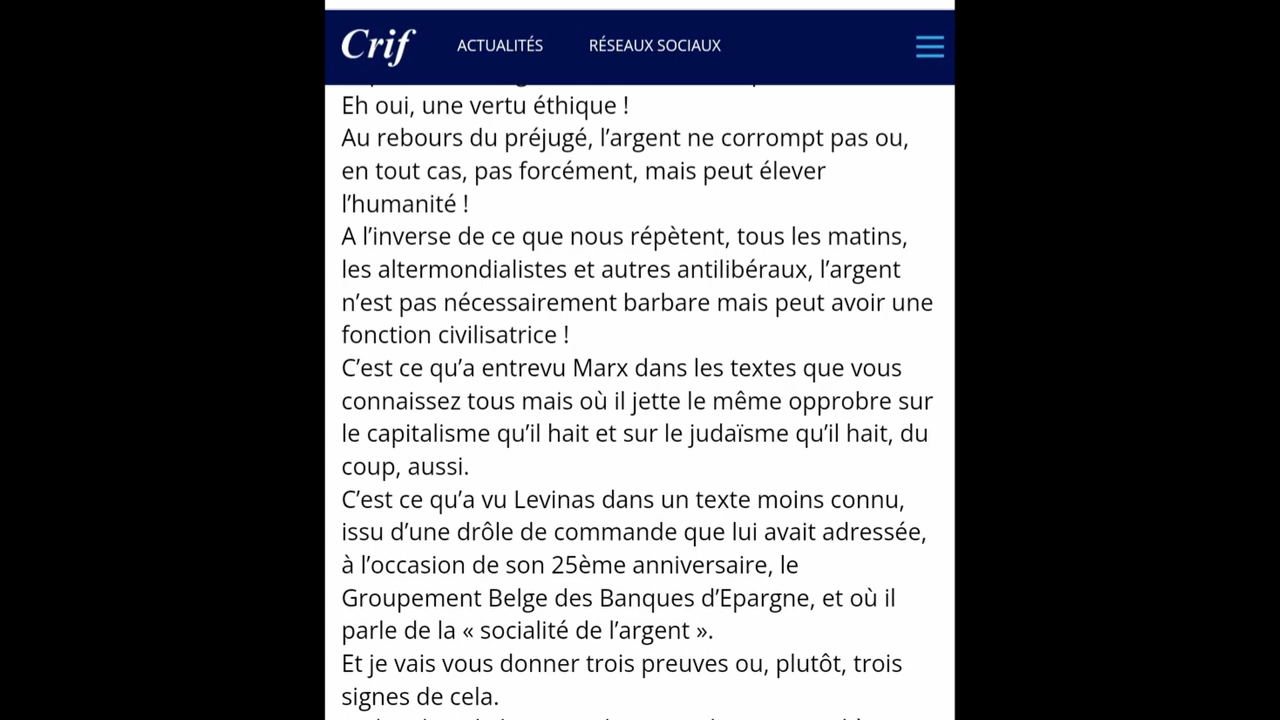 Crif ACTUALITÉS RÉSEAUX SOCIAUX
Eh oui, une vertu éthique !
Au rebours du préjugé, l’argent ne corrompt pas ou,
en tout cas, pas forcément, mais peut élever
l’humanité !
A l’inverse de ce que nous répètent, tous les matins,
les altermondialistes et autres antilibéraux, l’argent
n’est pas nécessairement barbare mais peut avoir une
fonction civilisatrice !
C’est ce qu’a entrevu Marx dans les textes que vous
connaissez tous mais où il jette le même opprobre sur
le capitalisme qu’il hait et sur le judaïsme qu’il hait, du
coup, aussi.
C’est ce qu’a vu Levinas dans un texte moins connu,
issu d’une drôle de commande que lui avait adressée,
à l’occasion de son 25ème anniversaire, le
Groupement Belge des Banques d’Epargne, et où il
parle de la « socialité de l’argent ».
Et je vais vous donner trois preuves ou, plutôt, trois
signes de cela.